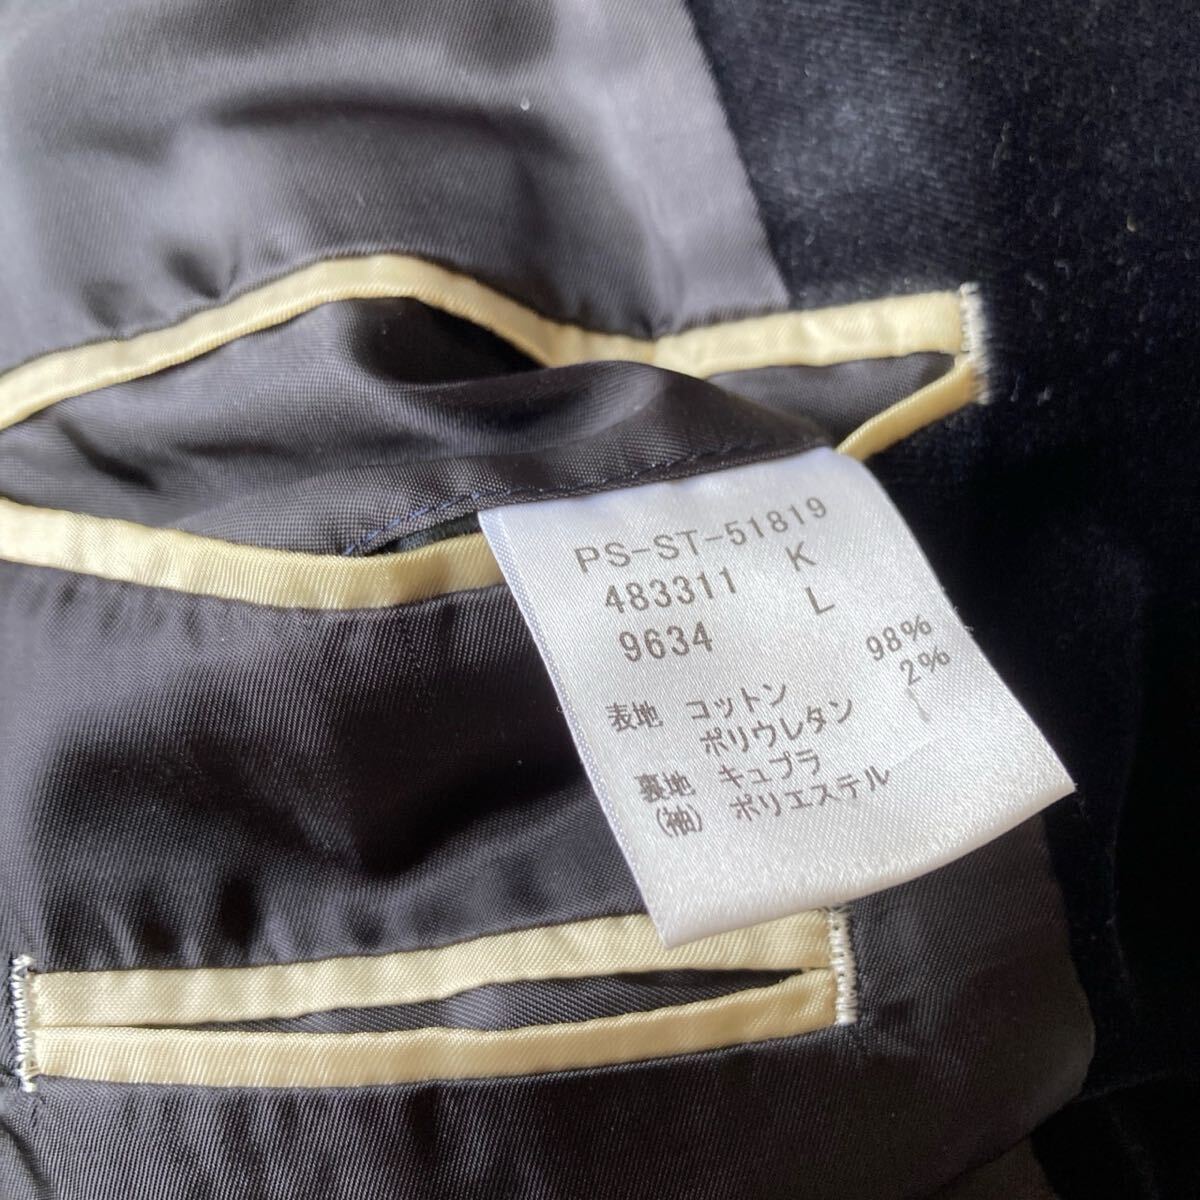 PS-ST-51819
483311 K
9634 L
表地 コットン 98%
ポリウレタン 2%
裏地 キュプラ
(袖) ポリエステル